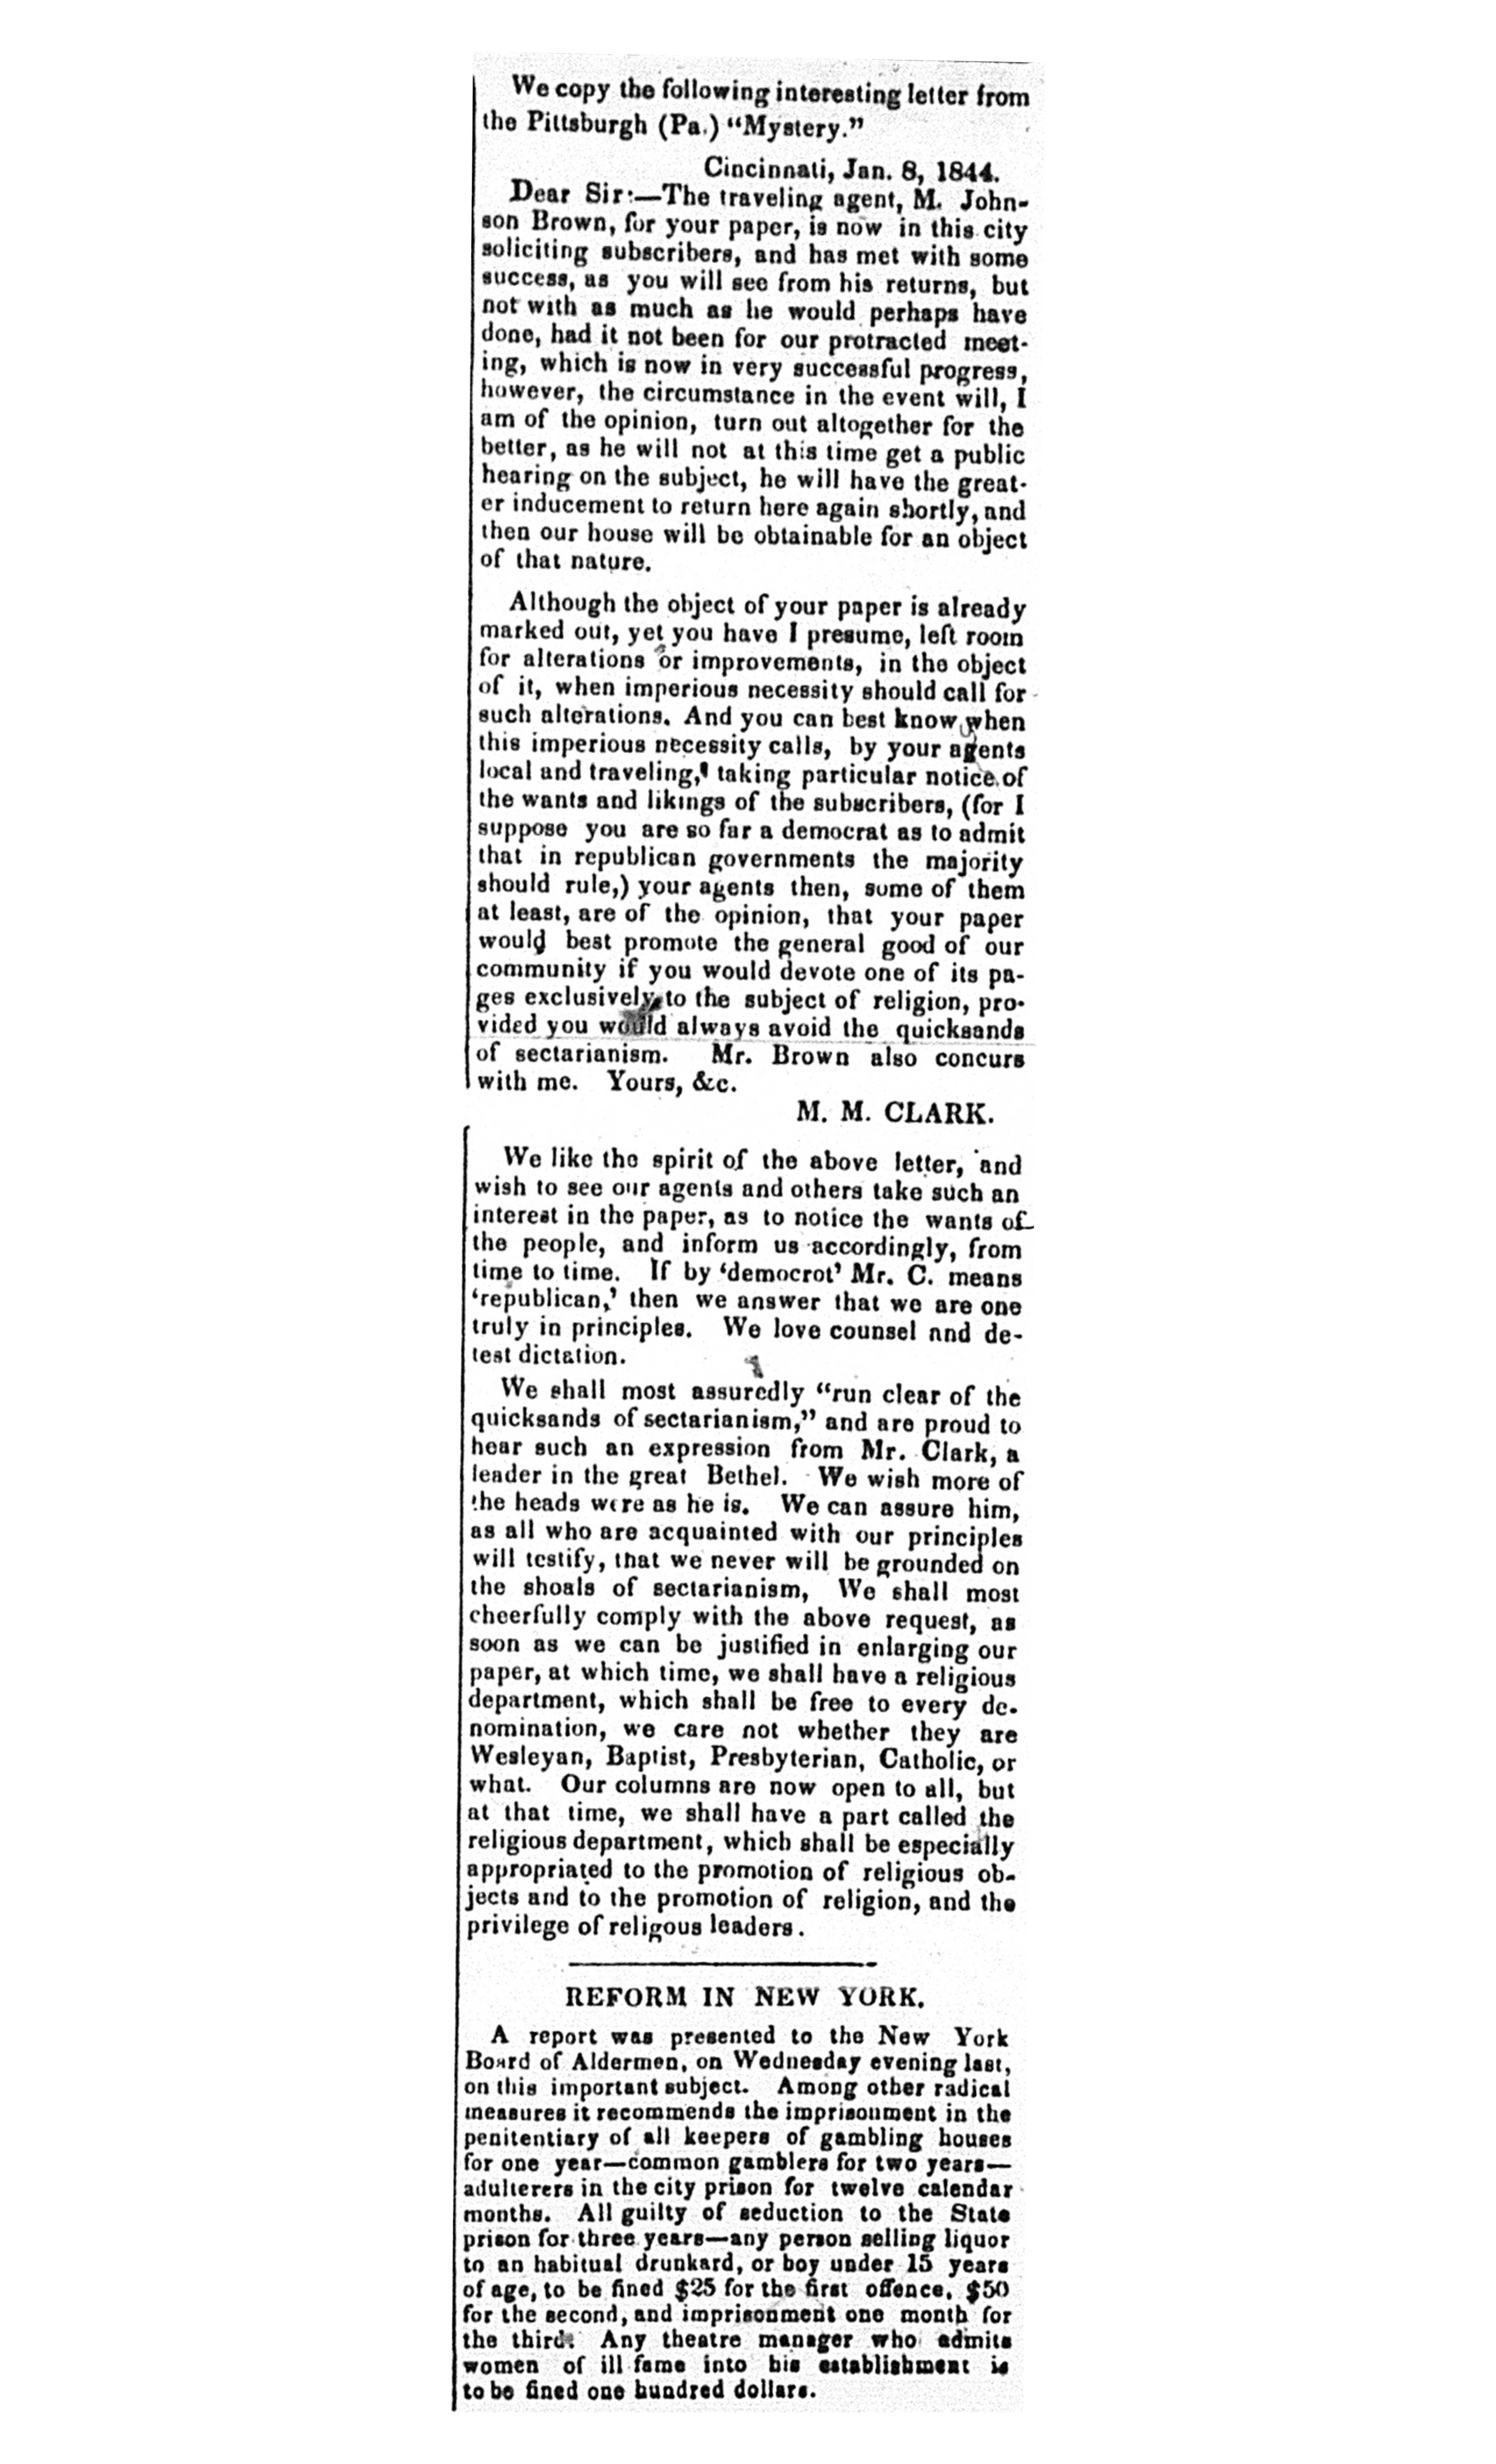 We copy the following interesting letter from
the Pittsburgh (Pa.) “Mystery.”
Cincinnati, Jan. 8, 1844.
Dear Sir:—The traveling agent, M. John-
son Brown, for your paper, is now in this city
soliciting subscribers, and has met with some
success, as you will see from his returns, but
not with as much as he would perhaps have
done, had it not been for our protracted meet-
ing, which is now in very successful progress,
however, the circumstance in the event will, I
am of the opinion, turn out altogether for the
better, as he will not at this time get a public
hearing on the subject, he will have the great-
er inducement to return here again shortly, and
then our house will be obtainable for an object
of that nature.
Although the object of your paper is already
marked out, yet you have I presume, left room
for alterations or improvements, in the object
of it, when imperious necessity should call for
such alterations. And you can best know when
this imperious necessity calls, by your agents
local and traveling, taking particular notice of
the wants and likings of the subscribers, (for I
suppose you are so far a democrat as to admit
that in republican governments the majority
should rule,) your agents then, some of them
at least, are of the opinion, that your paper
would best promote the general good of our
community if you would devote one of its pa-
ges exclusively to the subject of religion, pro-
vided you would always avoid the quicksands
of sectarianism. Mr. Brown also concurs
with me. Yours, &c.
M. M. CLARK.
We like the spirit of the above letter, and
wish to see our agents and others take such an
interest in the paper, as to notice the wants of
the people, and inform us accordingly, from
time to time. If by ‘democrot’ Mr. C. means
‘republican,’ then we answer that we are one
truly in principles. We love counsel and de-
test dictation.
We shall most assuredly “run clear of the
quicksands of sectarianism,” and are proud to
hear such an expression from Mr. Clark, a
leader in the great Bethel. We wish more of
the heads were as he is. We can assure him,
as all who are acquainted with our principles
will testify, that we never will be grounded on
the shoals of sectarianism, We shall most
cheerfully comply with the above request, as
soon as we can be justified in enlarging our
paper, at which time, we shall have a religious
department, which shall be free to every de-
nomination, we care not whether they are
Wesleyan, Baptist, Presbyterian, Catholic, or
what. Our columns are now open to all, but
at that time, we shall have a part called the
religious department, which shall be especially
appropriated to the promotion of religious ob-
jects and to the promotion of religion, and the
privilege of religous leaders.
REFORM IN NEW YORK.
A report was presented to the New York
Board of Aldermen, on Wednesday evening last,
on this important subject. Among other radical
measures it recommends the imprisonment in the
penitentiary of all keepers of gambling houses
for one year—common gamblers for two years—
adulterers in the city prison for twelve calendar
months. All guilty of seduction to the State
prison for three years—any person selling liquor
to an habitual drunkard, or boy under 15 years
of age, to be fined $25 for the first offence, $50
for the second, and imprisonment one month for
the third. Any theatre manager who admits
women of ill fame into his establishment is
to be fined one hundred dollars.